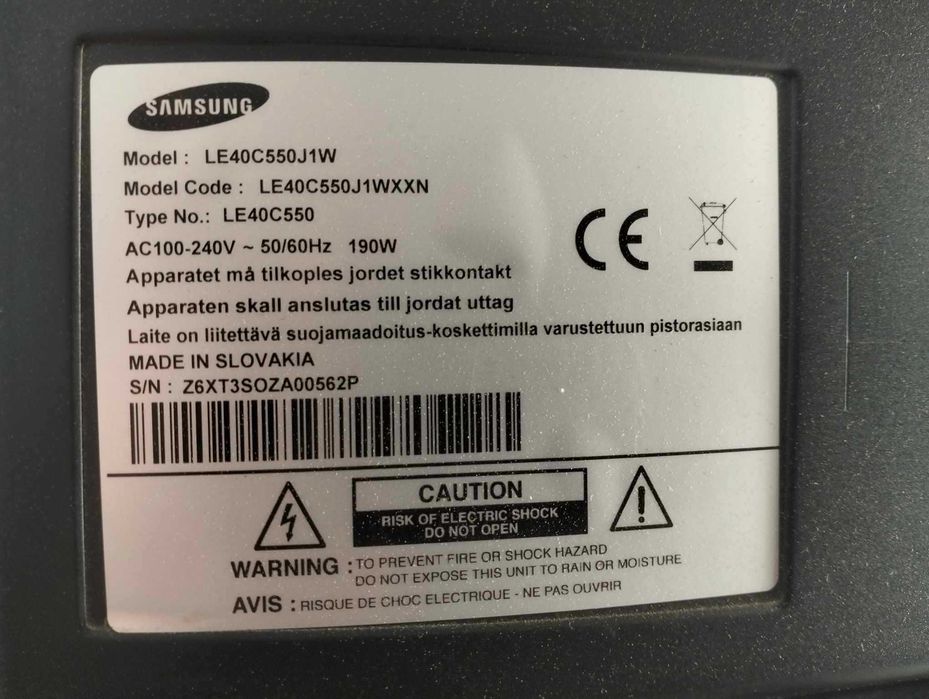 SAMSUNG
Model : LE40C550J1W
Model Code : LE40C550J1WXXN
Type No.: LE40C550
AC100-240V ~ 50/60Hz 190W
Apparatet må tilkoples jordet stikkontakt
Apparaten skall anslutas till jordat uttag
Laite on liitettävä suojamaadoitus-koskettimilla varustettuun pistorasiaan
MADE IN SLOVAKIA
S/N : Z6XT3SOZA00562P
CE
CAUTION
RISK OF ELECTRIC SHOCK
DO NOT OPEN
WARNING : TO PREVENT FIRE OR SHOCK HAZARD
DO NOT EXPOSE THIS UNIT TO RAIN OR MOISTURE
AVIS : RISQUE DE CHOC ELECTRIQUE - NE PAS OUVRIR